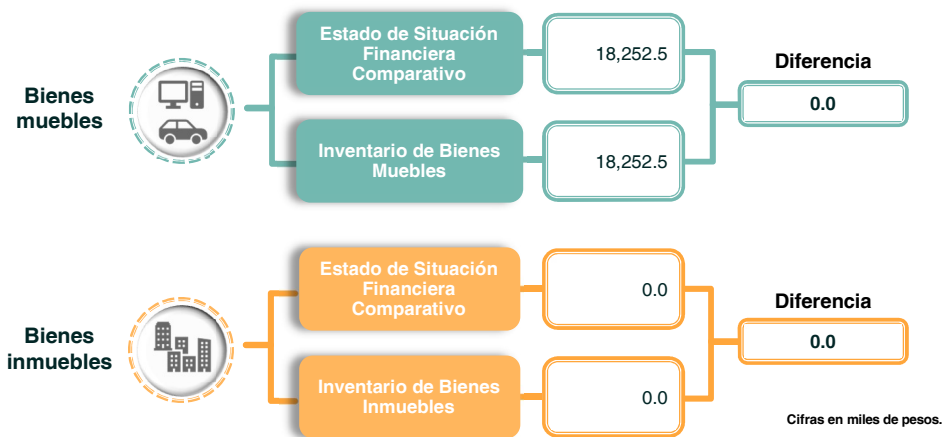 Bienes
muebles
Estado de Situación
Financiera
Comparativo
18,252.5
Inventario de Bienes
Muebles
18,252.5
Diferencia
0.0
Bienes
inmuebles
Estado de Situación
Financiera
Comparativo
0.0
Inventario de Bienes
Inmuebles
0.0
Diferencia
0.0
Cifras en miles de pesos.